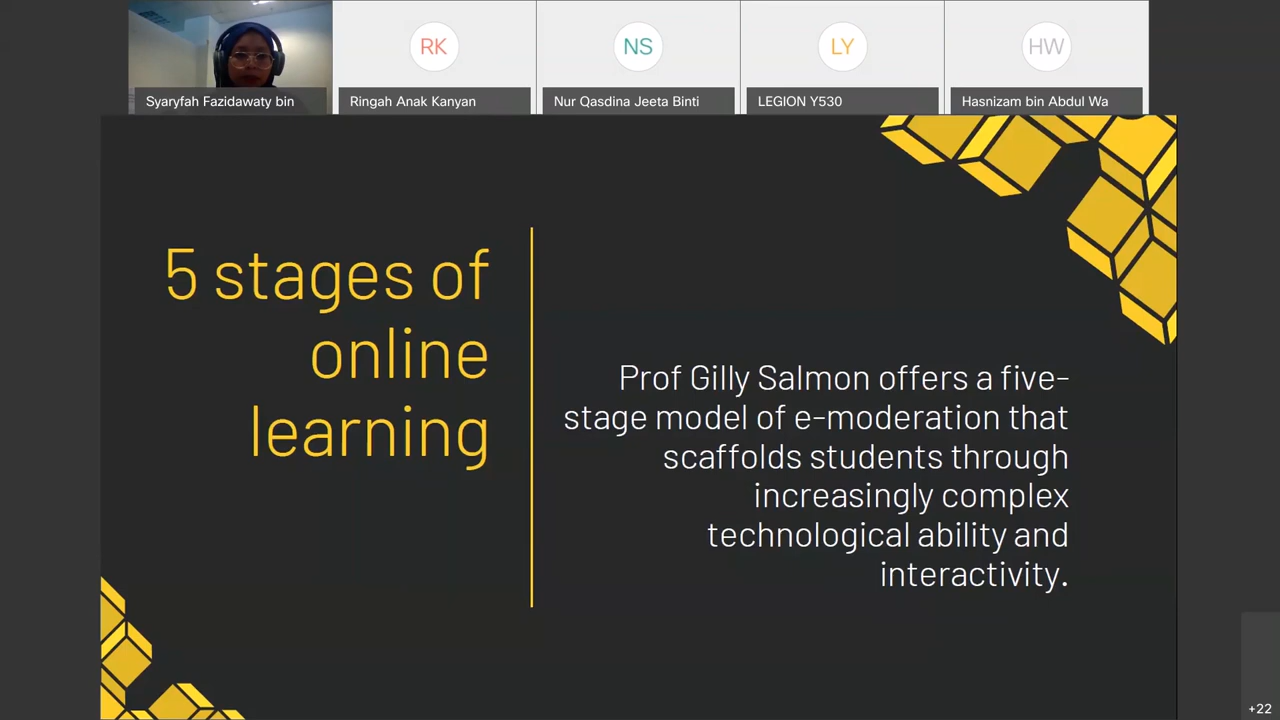 RK
NS
LY
HW
Syaryfah Fazidawaty bin
Ringah Anak Kanyan
Nur Qasdina Jeeta Binti
LEGION Y530
Hasnizam bin Abdul Wa
5 stages of
online
learning
Prof Gilly Salmon offers a five-
stage model of e-moderation that
scaffolds students through
increasingly complex
technological ability and
interactivity.
+22